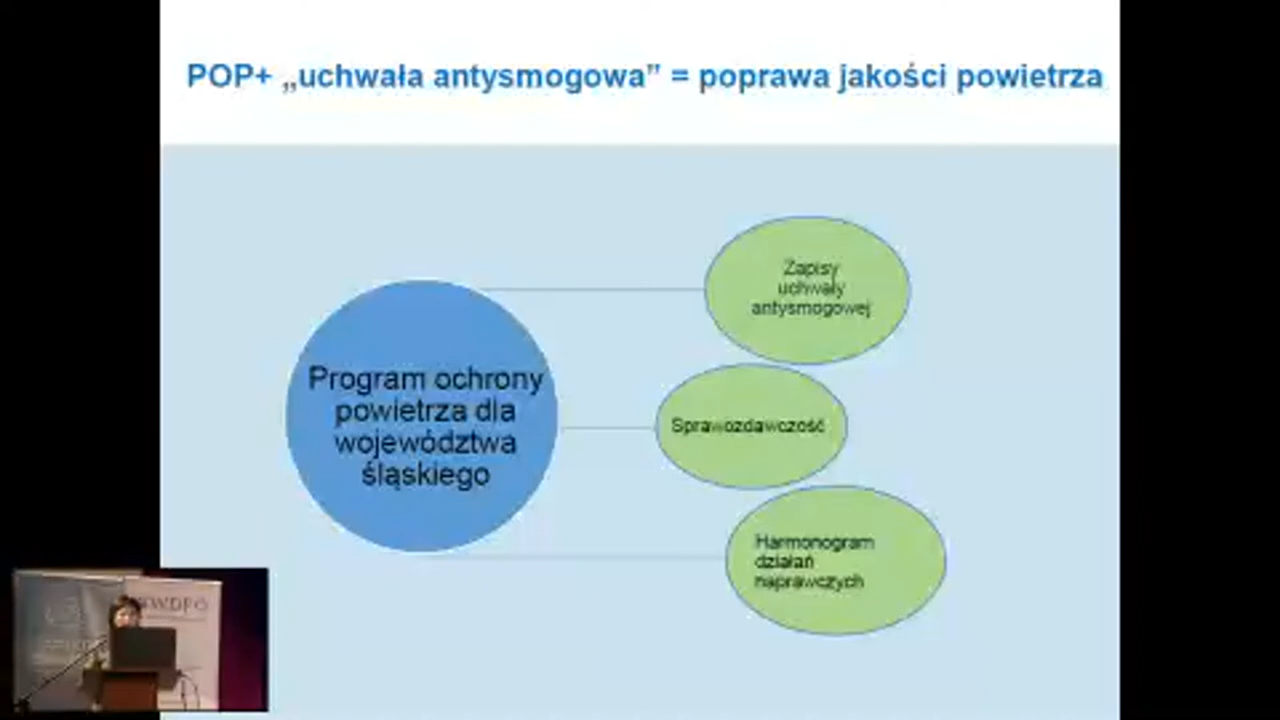 POP+ „uchwała antysmogowa” = poprawa jakości powietrza
Zapisy
uchwały
antysmogowej
Program ochrony
powietrza dla
województwa
śląskiego
Sprawozdawczość
Harmonogram
działań
naprawczych